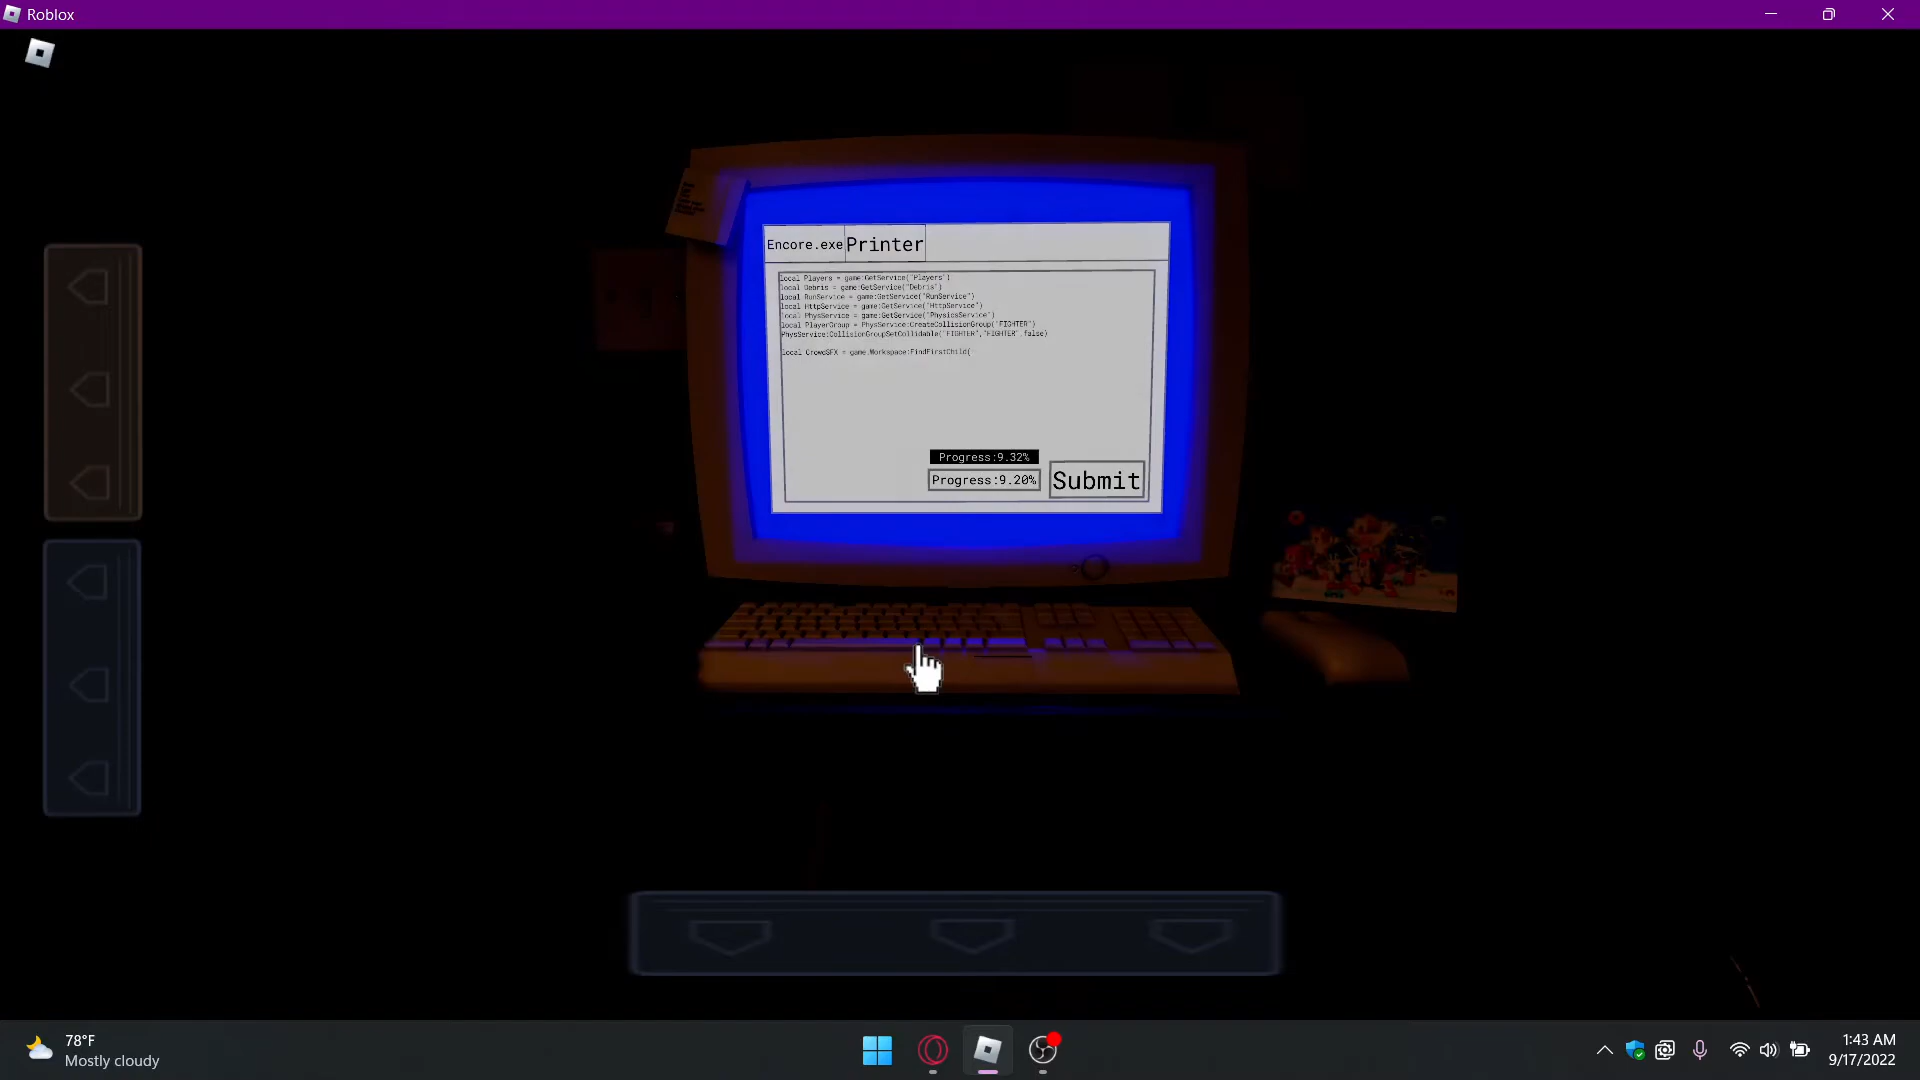 Roblox
Encore.exe Printer
local Players = game:GetService("Players")
local Debris = game:GetService("Debris")
local RunService = game:GetService("RunService")
local HttpService = game:GetService("HttpService")
local PhysService = game:GetService("PhysicsService")
local PlayerGroup = PhysService:CreateCollisionGroup("FIGHTER")
PhysService:CollisionGroupSetCollidable("FIGHTER","FIGHTER",false)
local CrowdSFX = game.Workspace:FindFirstChild(
Progress:9.32%
Progress:9.20%
Submit
78°F
Mostly cloudy
1:43 AM
9/17/2022